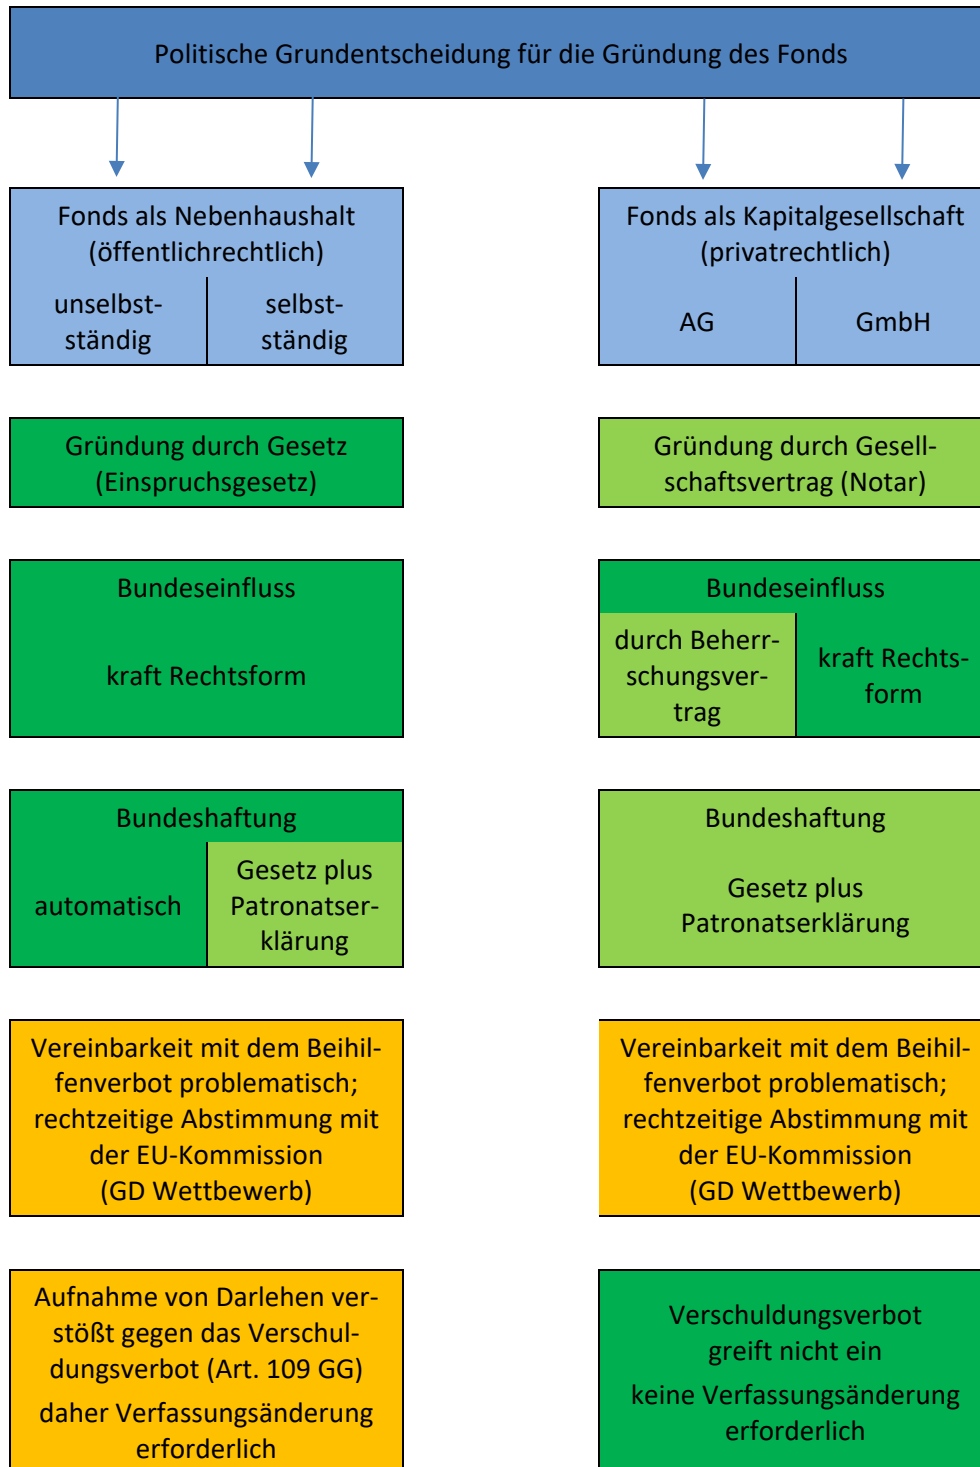 Politische Grundentscheidung für die Gründung des Fonds
Fonds als Nebenhaushalt
(öffentlichrechtlich)
unselbst-
ständig
selbst-
ständig
Fonds als Kapitalgesellschaft
(privatrechtlich)
AG
GmbH
Gründung durch Gesetz
(Einspruchsgesetz)
Gründung durch Gesell-
schaftsvertrag (Notar)
Bundeseinfluss
kraft Rechtsform
Bundeseinfluss
durch Beherr-
schungsver-
trag
kraft Rechts-
form
Bundeshaftung
automatisch
Gesetz plus
Patronatser-
klärung
Bundeshaftung
Gesetz plus
Patronatserklärung
Vereinbarkeit mit dem Beihil-
fenverbot problematisch;
rechtzeitige Abstimmung mit
der EU-Kommission
(GD Wettbewerb)
Vereinbarkeit mit dem Beihil-
fenverbot problematisch;
rechtzeitige Abstimmung mit
der EU-Kommission
(GD Wettbewerb)
Aufnahme von Darlehen ver-
stößt gegen das Verschul-
dungsverbot (Art. 109 GG)
daher Verfassungsänderung
erforderlich
Verschuldungsverbot
greift nicht ein
keine Verfassungsänderung
erforderlich